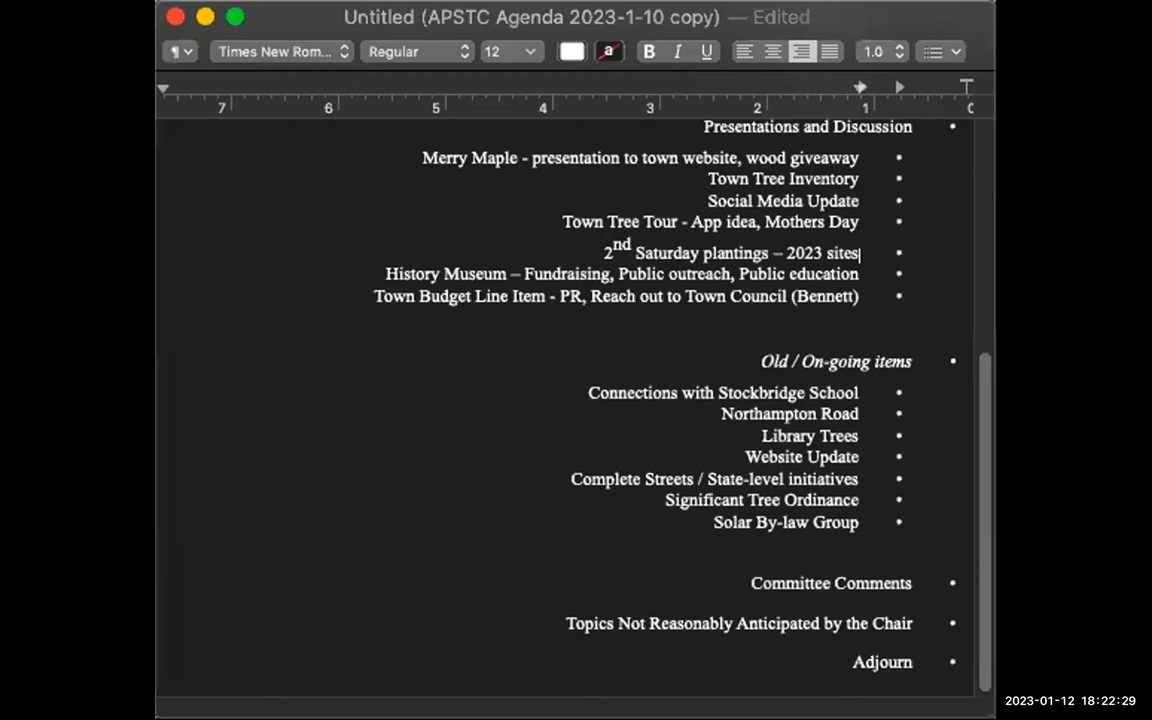 Untitled (APSTC Agenda 2023-1-10 copy) — Edited
¶ Times New Rom... Regular 12 a B I U 1.0
7 6 5 4 3 2 1 0
Presentations and Discussion •
Merry Maple - presentation to town website, wood giveaway •
Town Tree Inventory •
Social Media Update •
Town Tree Tour - App idea, Mothers Day •
2nd Saturday plantings – 2023 sites •
History Museum – Fundraising, Public outreach, Public education •
Town Budget Line Item - PR, Reach out to Town Council (Bennett) •
Old / On-going items •
Connections with Stockbridge School •
Northampton Road •
Library Trees •
Website Update •
Complete Streets / State-level initiatives •
Significant Tree Ordinance •
Solar By-law Group •
Committee Comments •
Topics Not Reasonably Anticipated by the Chair •
Adjourn •
2023-01-12 18:22:29